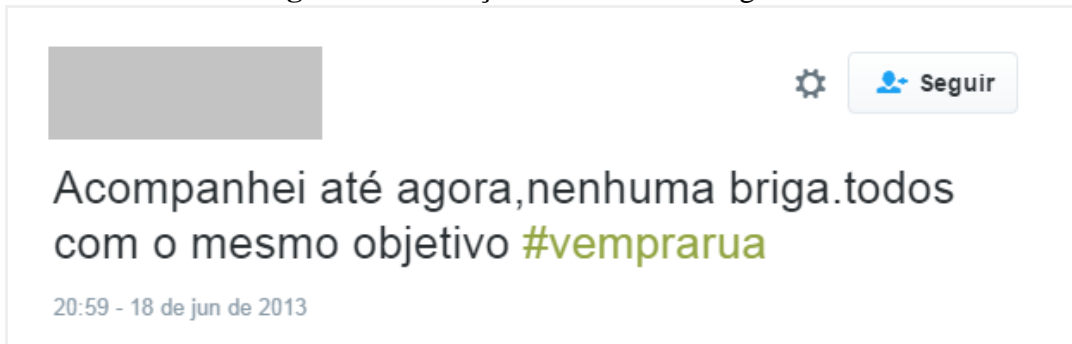 Seguir
Acompanhei até agora,nenhuma briga.todos
com o mesmo objetivo #vemprarua
20:59 - 18 de jun de 2013